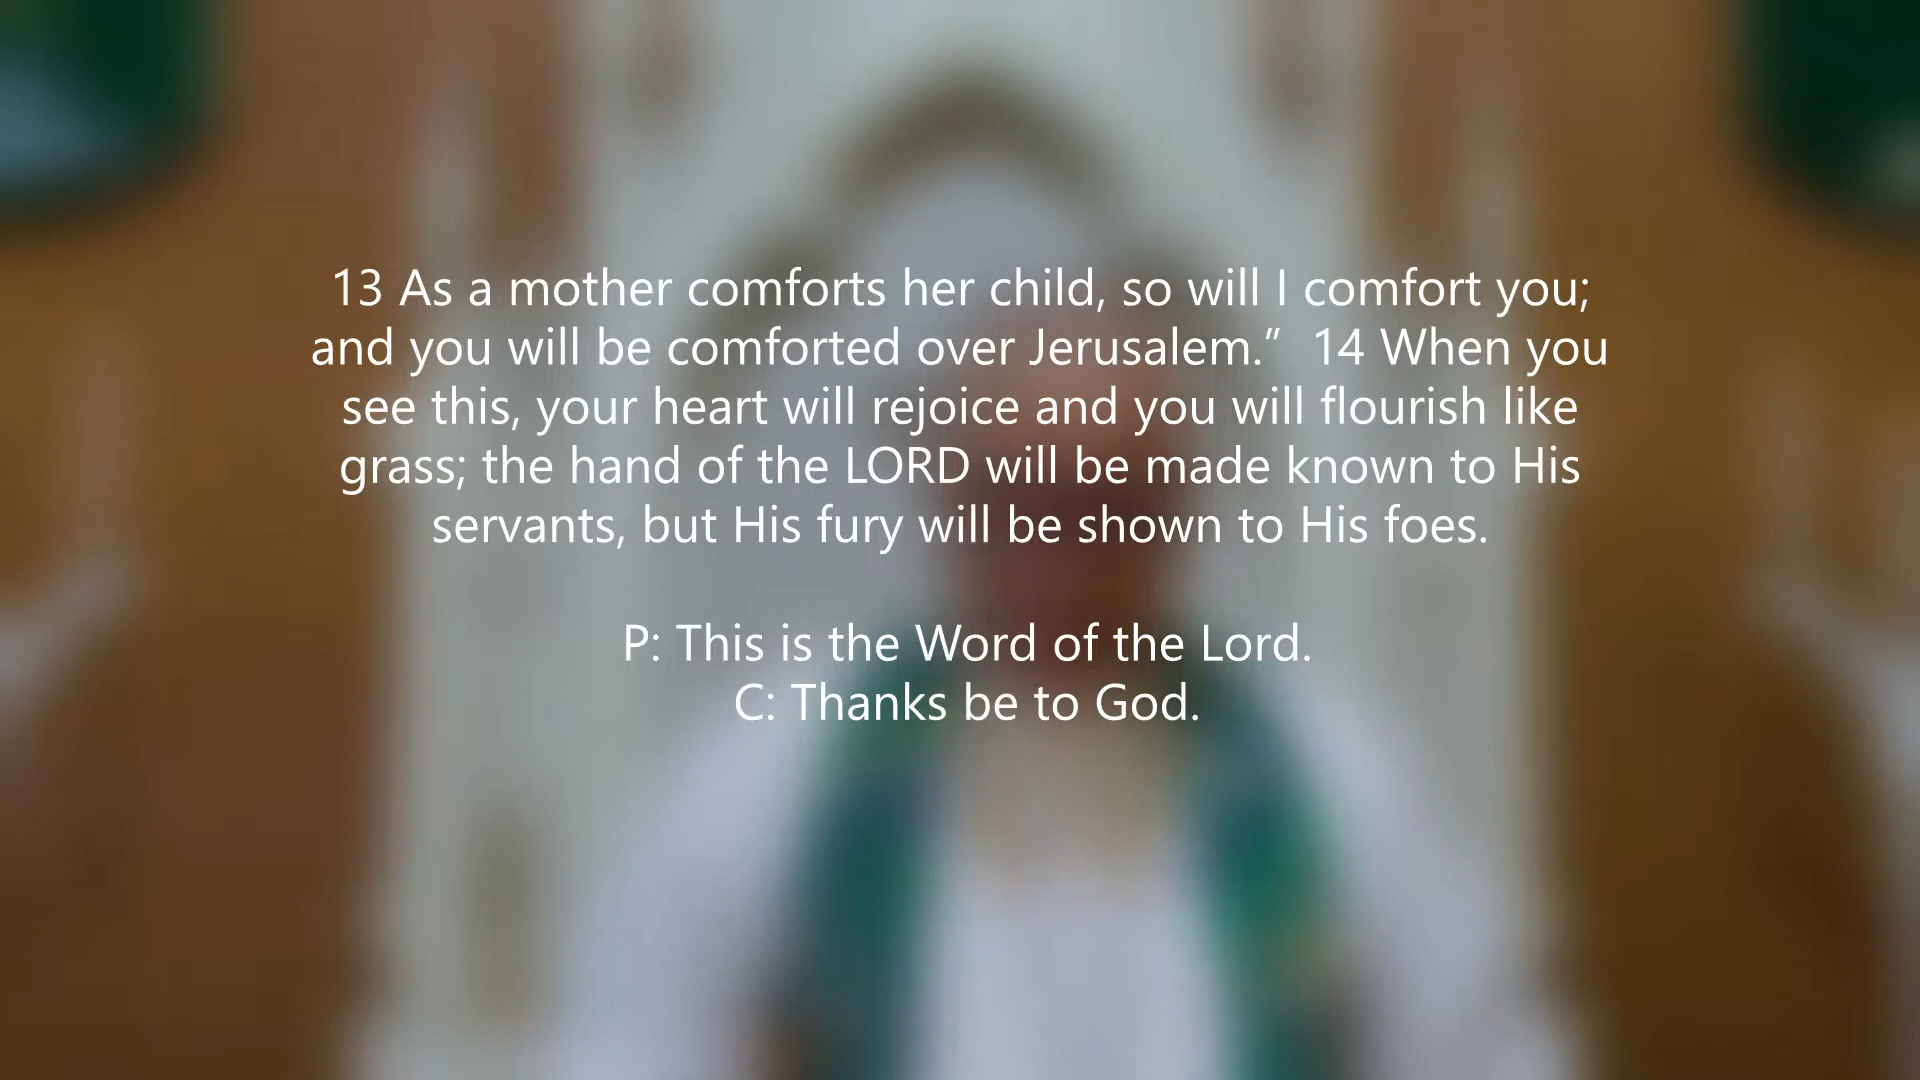 13 As a mother comforts her child, so will I comfort you;
and you will be comforted over Jerusalem.”  14 When you
see this, your heart will rejoice and you will flourish like
grass; the hand of the LORD will be made known to His
servants, but His fury will be shown to His foes.
P: This is the Word of the Lord.
C: Thanks be to God.